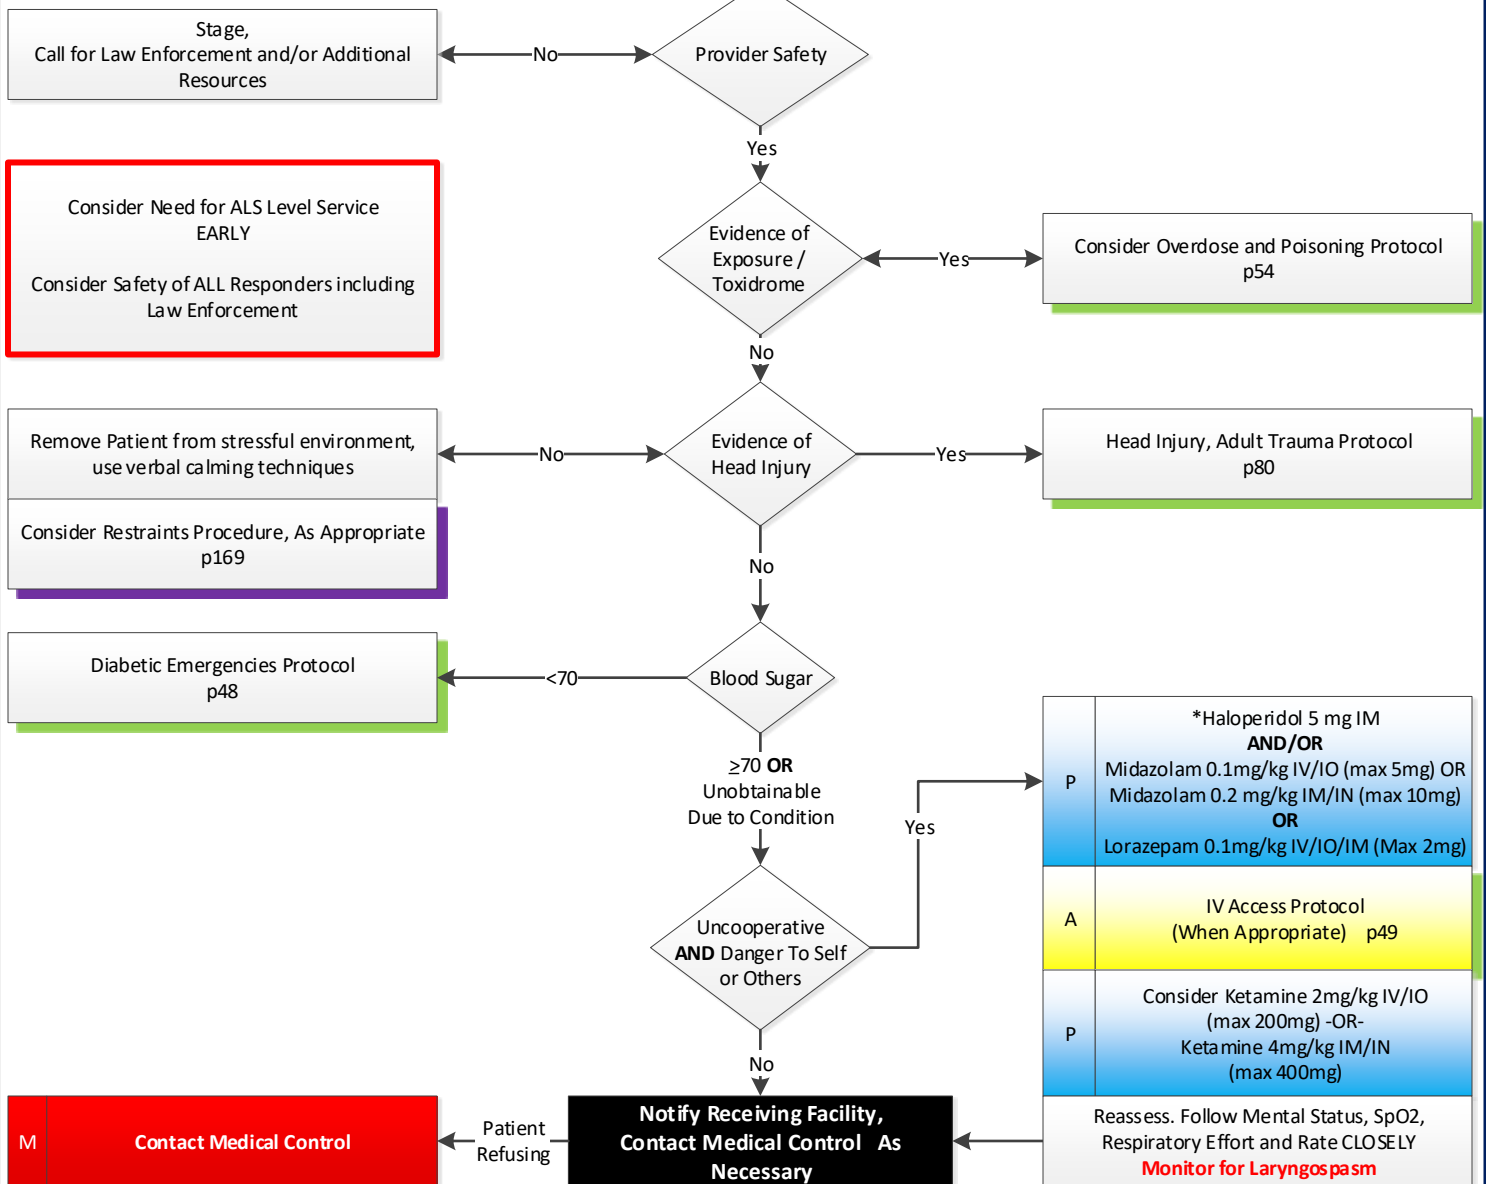 Stage,
Call for Law Enforcement and/or Additional
Resources
No
Provider Safety
Yes
Consider Need for ALS Level Service
EARLY
Consider Safety of ALL Responders including
Law Enforcement
Evidence of
Exposure /
Toxidrome
Yes
Consider Overdose and Poisoning Protocol
p54
No
Remove Patient from stressful environment,
use verbal calming techniques
Consider Restraints Procedure, As Appropriate
p169
No
Evidence of
Head Injury
Yes
Head Injury, Adult Trauma Protocol
p80
No
Diabetic Emergencies Protocol
p48
<70
Blood Sugar
≥70 OR
Unobtainable
Due to Condition
Yes
P
*Haloperidol 5 mg IM
AND/OR
Midazolam 0.1mg/kg IV/IO (max 5mg) OR
Midazolam 0.2 mg/kg IM/IN (max 10mg)
OR
Lorazepam 0.1mg/kg IV/IO/IM (Max 2mg)
Uncooperative
AND Danger To Self
or Others
A
IV Access Protocol
(When Appropriate) p49
P
Consider Ketamine 2mg/kg IV/IO
(max 200mg) -OR-
Ketamine 4mg/kg IM/IN
(max 400mg)
No
M
Contact Medical Control
Patient
Refusing
Notify Receiving Facility,
Contact Medical Control As
Necessary
Reassess. Follow Mental Status, SpO2,
Respiratory Effort and Rate CLOSELY
Monitor for Laryngospasm